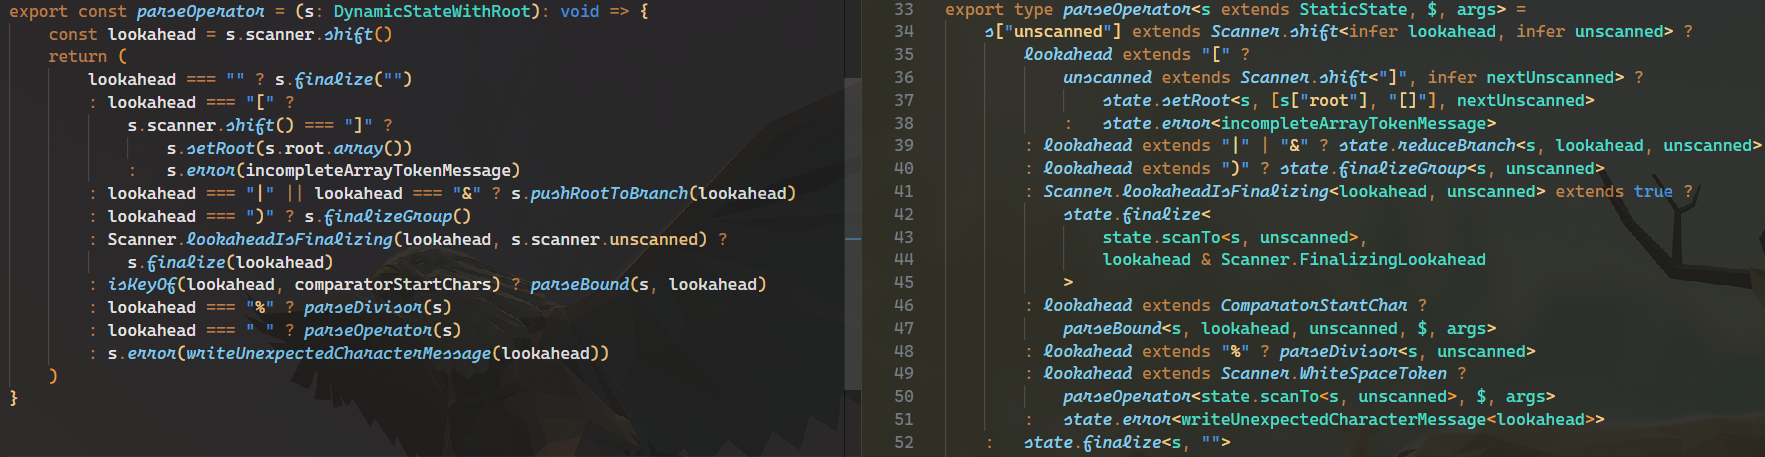 export const parseOperator = (s: DynamicStateWithRoot): void => {
    const lookahead = s.scanner.shift()
    return (
        lookahead === "" ? s.finalize("")
        : lookahead === "[" ?
            s.scanner.shift() === "]" ?
                s.setRoot(s.root.array())
            :   s.error(incompleteArrayTokenMessage)
        : lookahead === "|" || lookahead === "&" ? s.pushRootToBranch(lookahead)
        : lookahead === ")" ? s.finalizeGroup()
        : Scanner.lookaheadIsFinalizing(lookahead, s.scanner.unscanned) ?
            s.finalize(lookahead)
        : isKeyOf(lookahead, comparatorStartChars) ? parseBound(s, lookahead)
        : lookahead === "%" ? parseDivisor(s)
        : lookahead === " " ? parseOperator(s)
        : s.error(writeUnexpectedCharacterMessage(lookahead))
    )
}
33 export type parseOperator<s extends StaticState, $, args> =
34     s["unscanned"] extends Scanner.shift<infer lookahead, infer unscanned> ?
35         lookahead extends "[" ?
36             unscanned extends Scanner.shift<"]", infer nextUnscanned> ?
37                 state.setRoot<s, [s["root"], "[]"], nextUnscanned>
38             :   state.error<incompleteArrayTokenMessage>
39         : lookahead extends "|" | "&" ? state.reduceBranch<s, lookahead, unscanned>
40         : lookahead extends ")" ? state.finalizeGroup<s, unscanned>
41         : Scanner.lookaheadIsFinalizing<lookahead, unscanned> extends true ?
42             state.finalize<
43                 state.scanTo<s, unscanned>,
44                 lookahead & Scanner.FinalizingLookahead
45             >
46         : lookahead extends ComparatorStartChar ?
47             parseBound<s, lookahead, unscanned, $, args>
48         : lookahead extends "%" ? parseDivisor<s, unscanned>
49         : lookahead extends Scanner.WhiteSpaceToken ?
50             parseOperator<state.scanTo<s, unscanned>, $, args>
51         :   state.error<writeUnexpectedCharacterMessage<lookahead>>
52     :   state.finalize<s, "">